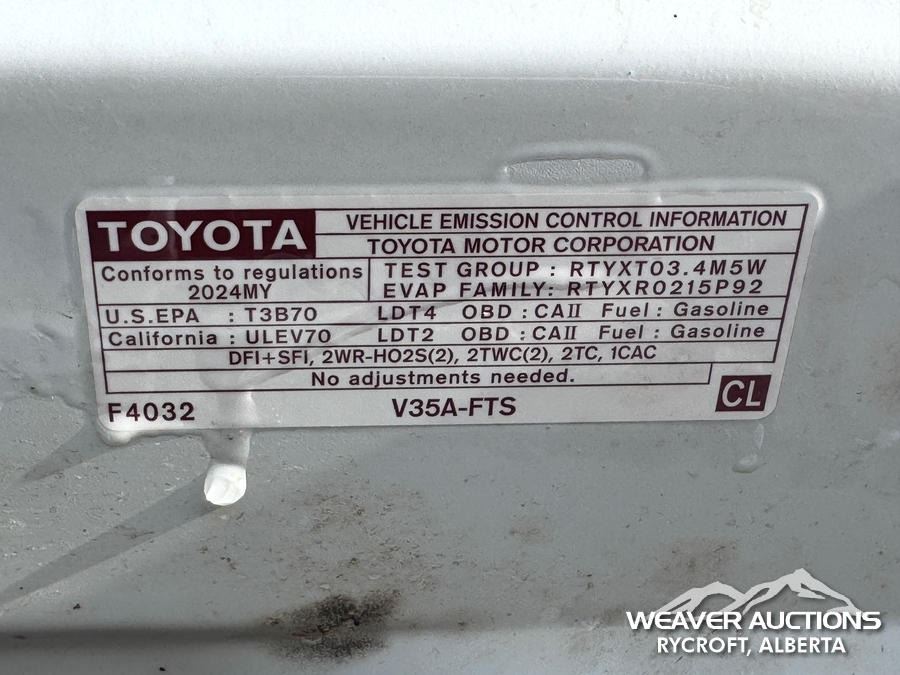 TOYOTA VEHICLE EMISSION CONTROL INFORMATION
TOYOTA MOTOR CORPORATION
Conforms to regulations TEST GROUP : RTYXT03.4M5W
2024MY EVAP FAMILY: RTYXR0215P92
U.S.EPA : T3B70 LDT4 OBD : CAII Fuel : Gasoline
California : ULEV70 LDT2 OBD : CAII Fuel : Gasoline
DFI+SFI, 2WR-HO2S(2), 2TWC(2), 2TC, 1CAC
No adjustments needed.
F4032 V35A-FTS CL
WEAVER AUCTIONS
RYCROFT, ALBERTA